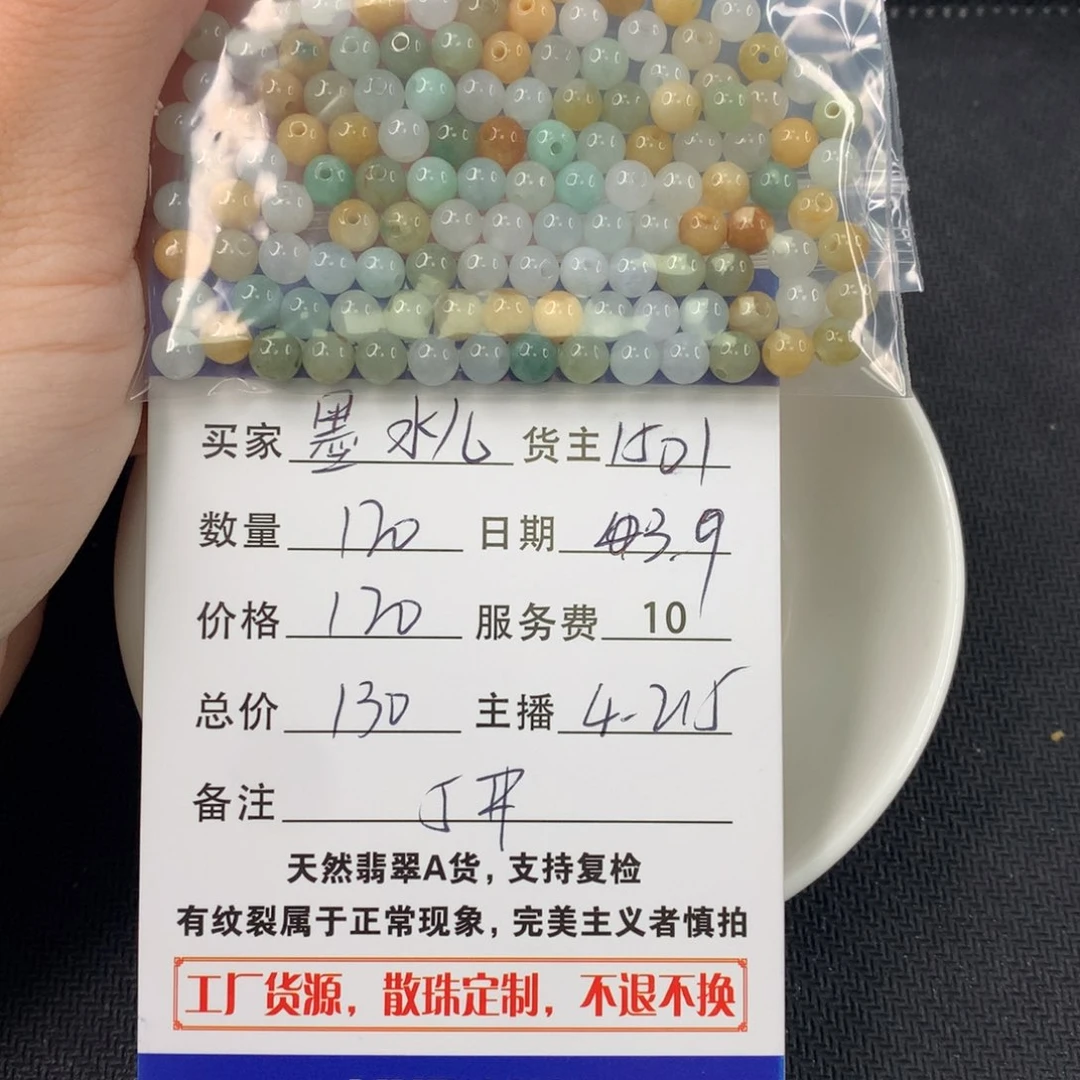 买家 墨水儿 货主 1501
数量 120 日期 3.9
价格 120 服务费 10
总价 130 主播 4-215
备注
天然翡翠A货，支持复检
有纹裂属于正常现象，完美主义者慎拍
工厂货源，散珠定制，不退不换